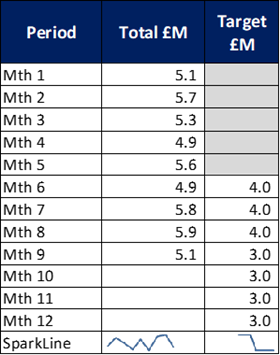 Period Total £M Target £M
Mth 1 5.1
Mth 2 5.7
Mth 3 5.3
Mth 4 4.9
Mth 5 5.6
Mth 6 4.9 4.0
Mth 7 5.8 4.0
Mth 8 5.9 4.0
Mth 9 5.1 3.0
Mth 10 3.0
Mth 11 3.0
Mth 12 3.0
SparkLine